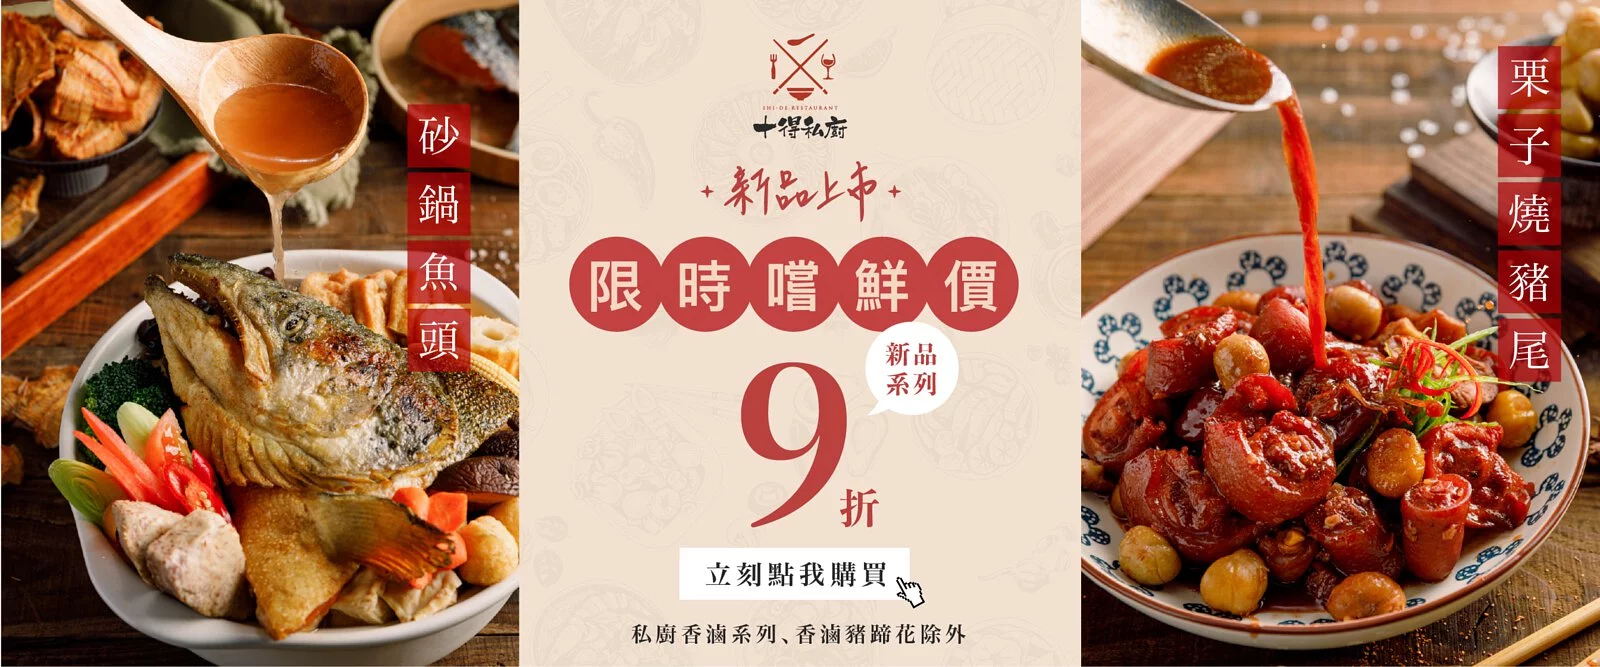 砂鍋魚頭
SHI-DE RESTAURANT
十得私廚
新品上市
限時嚐鮮價
新品
系列
9折
立刻點我購買
私廚香滷系列、香滷豬蹄花除外
栗子燒豬尾